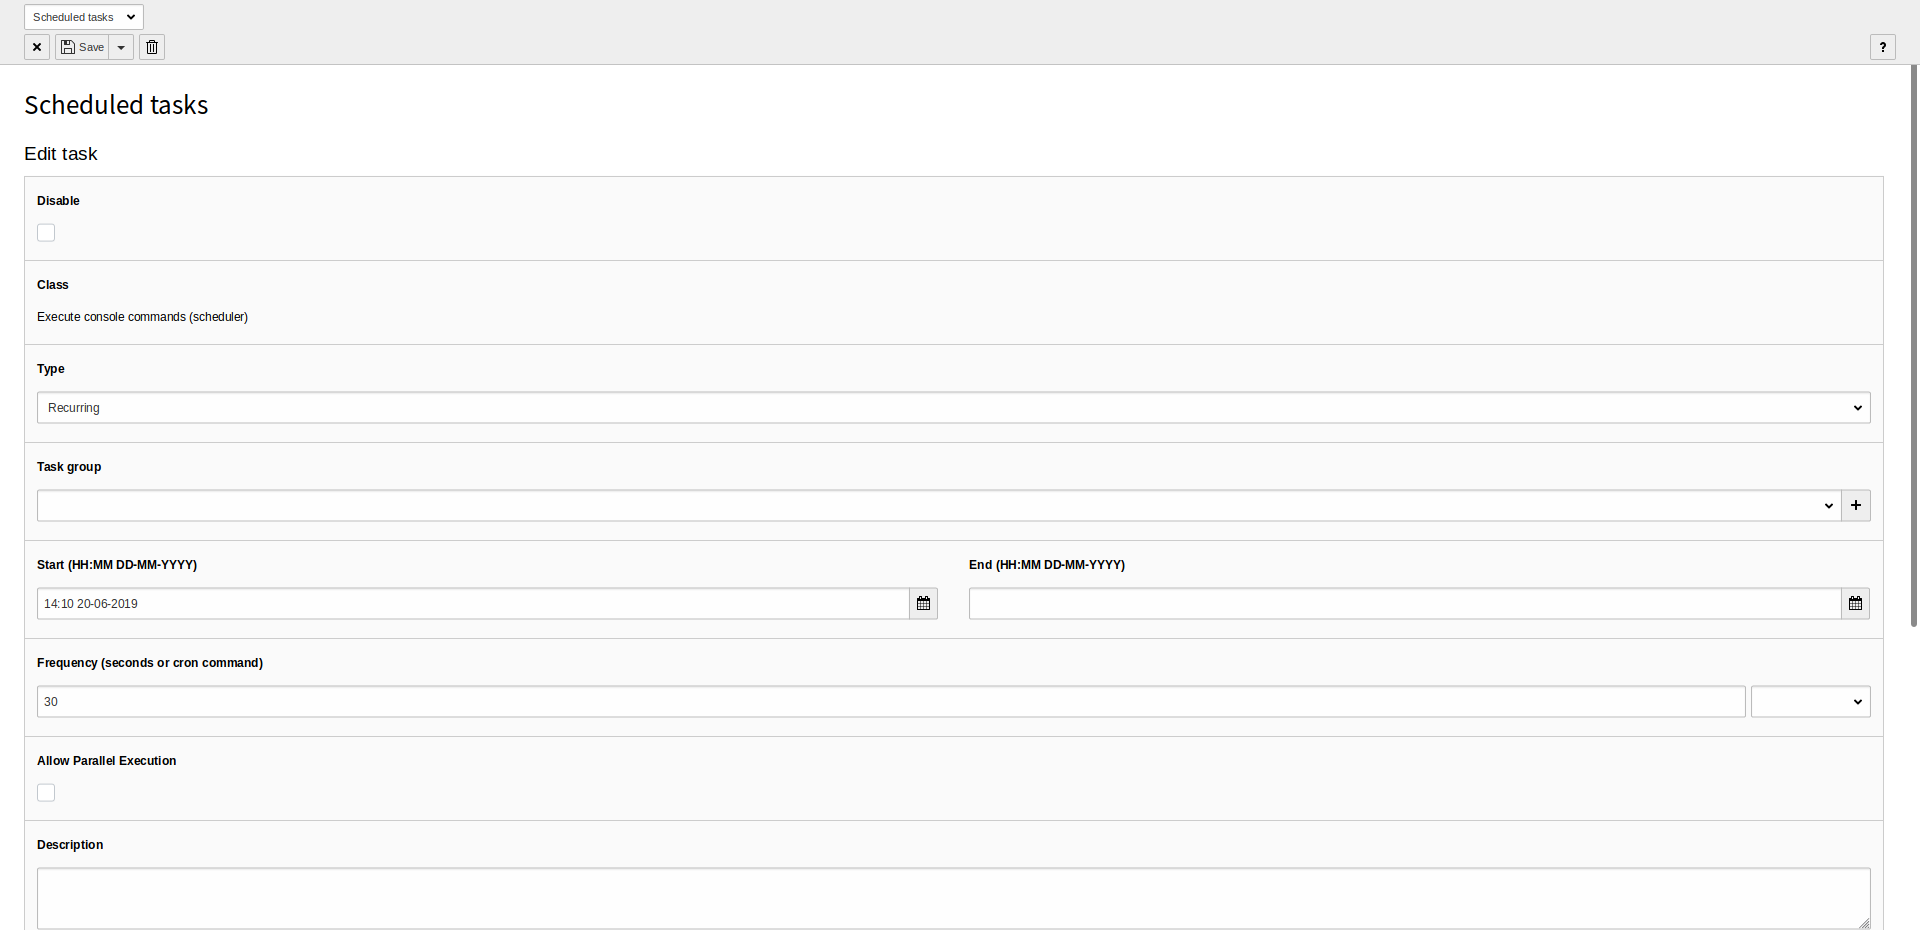 Scheduled tasks
Save
?
Scheduled tasks
Edit task
Disable
Class
Execute console commands (scheduler)
Type
Recurring
Task group
Start (HH:MM DD-MM-YYYY)
End (HH:MM DD-MM-YYYY)
14:10 20-06-2019
Frequency (seconds or cron command)
30
Allow Parallel Execution
Description